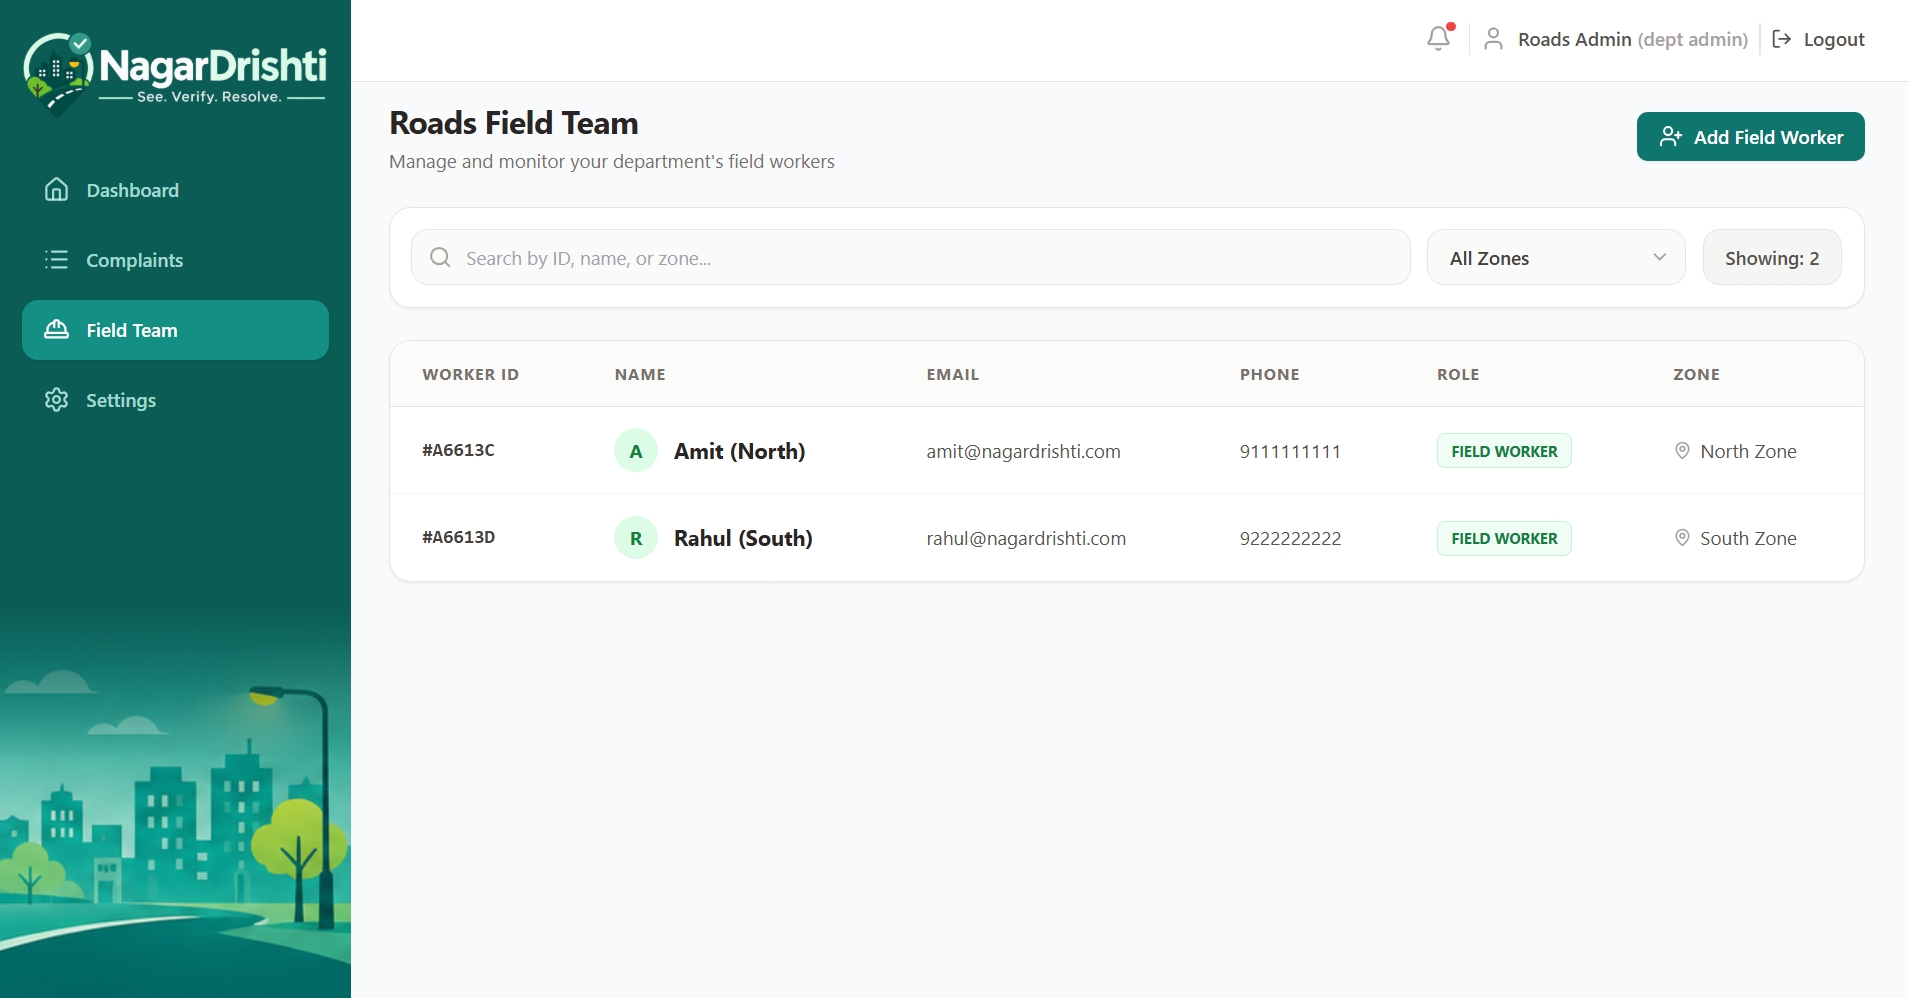 NagarDrishti
See. Verify. Resolve.
Dashboard
Complaints
Field Team
Settings
Roads Admin (dept admin)
Logout
Roads Field Team
Manage and monitor your department's field workers
Add Field Worker
Search by ID, name, or zone...
All Zones
Showing: 2
WORKER ID NAME EMAIL PHONE ROLE ZONE
#A6613C A Amit (North) amit@nagardrishti.com 9111111111 FIELD WORKER North Zone
#A6613D R Rahul (South) rahul@nagardrishti.com 9222222222 FIELD WORKER South Zone